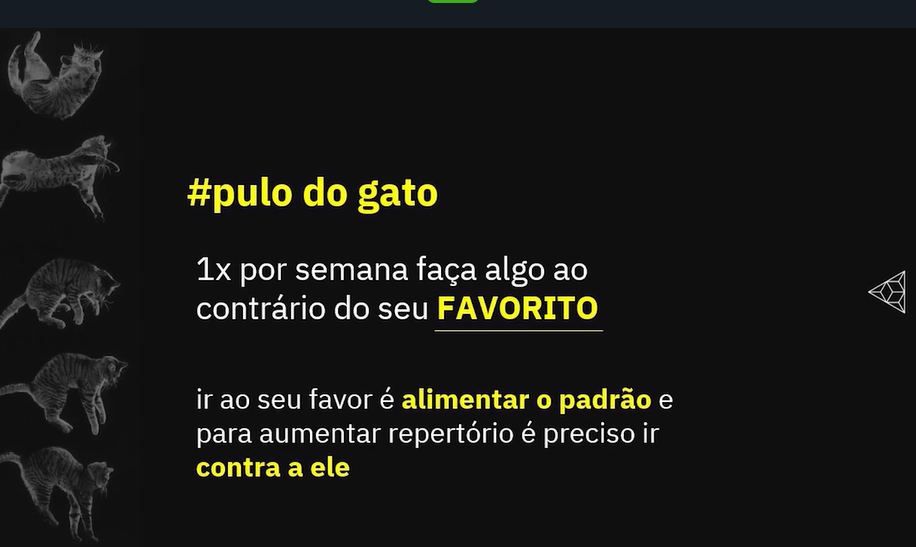 #pulo do gato
1x por semana faça algo ao
contrário do seu FAVORITO
ir ao seu favor é alimentar o padrão e
para aumentar repertório é preciso ir
contra a ele